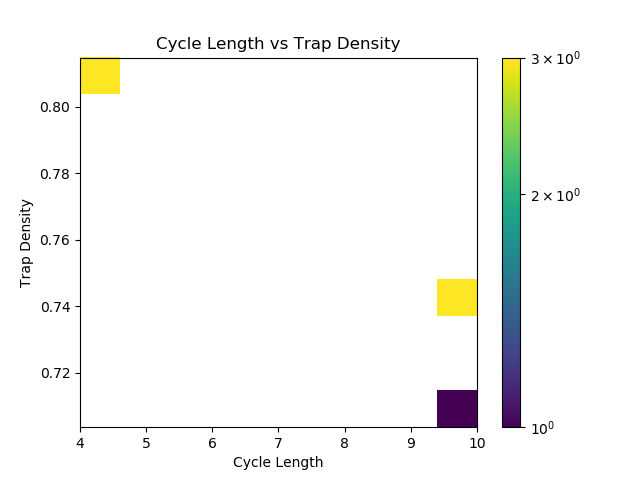 Cycle Length vs Trap Density
Trap Density
0.80
0.78
0.76
0.74
0.72
4 5 6 7 8 9 10
Cycle Length
3 × 10⁰
2 × 10⁰
10⁰